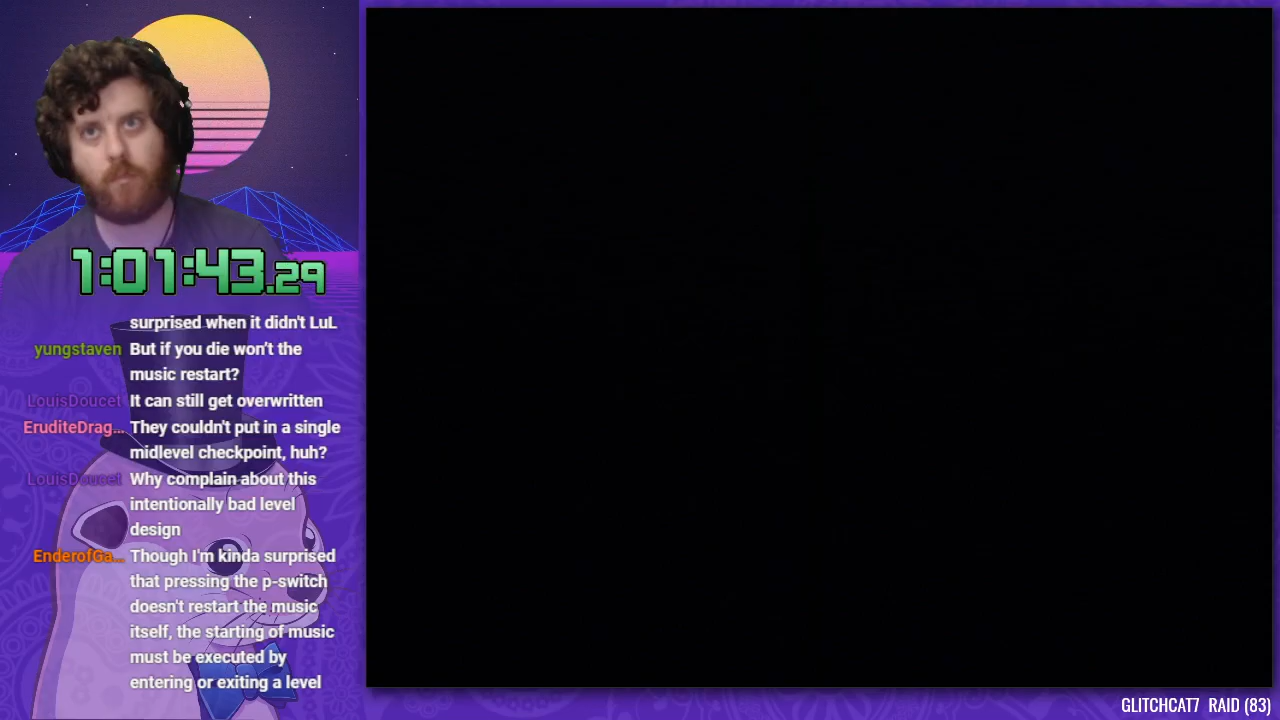 1:01:43.29
surprised when it didn't LuL
yungstaven But if you die won't the
music restart?
LouisDoucet It can still get overwritten
EruditeDrag... They couldn't put in a single
midlevel checkpoint, huh?
LouisDoucet Why complain about this
intentionally bad level
design
EnderofGa... Though I'm kinda surprised
that pressing the p-switch
doesn't restart the music
itself, the starting of music
must be executed by
entering or exiting a level
GLITCHCAT7 RAID (83)